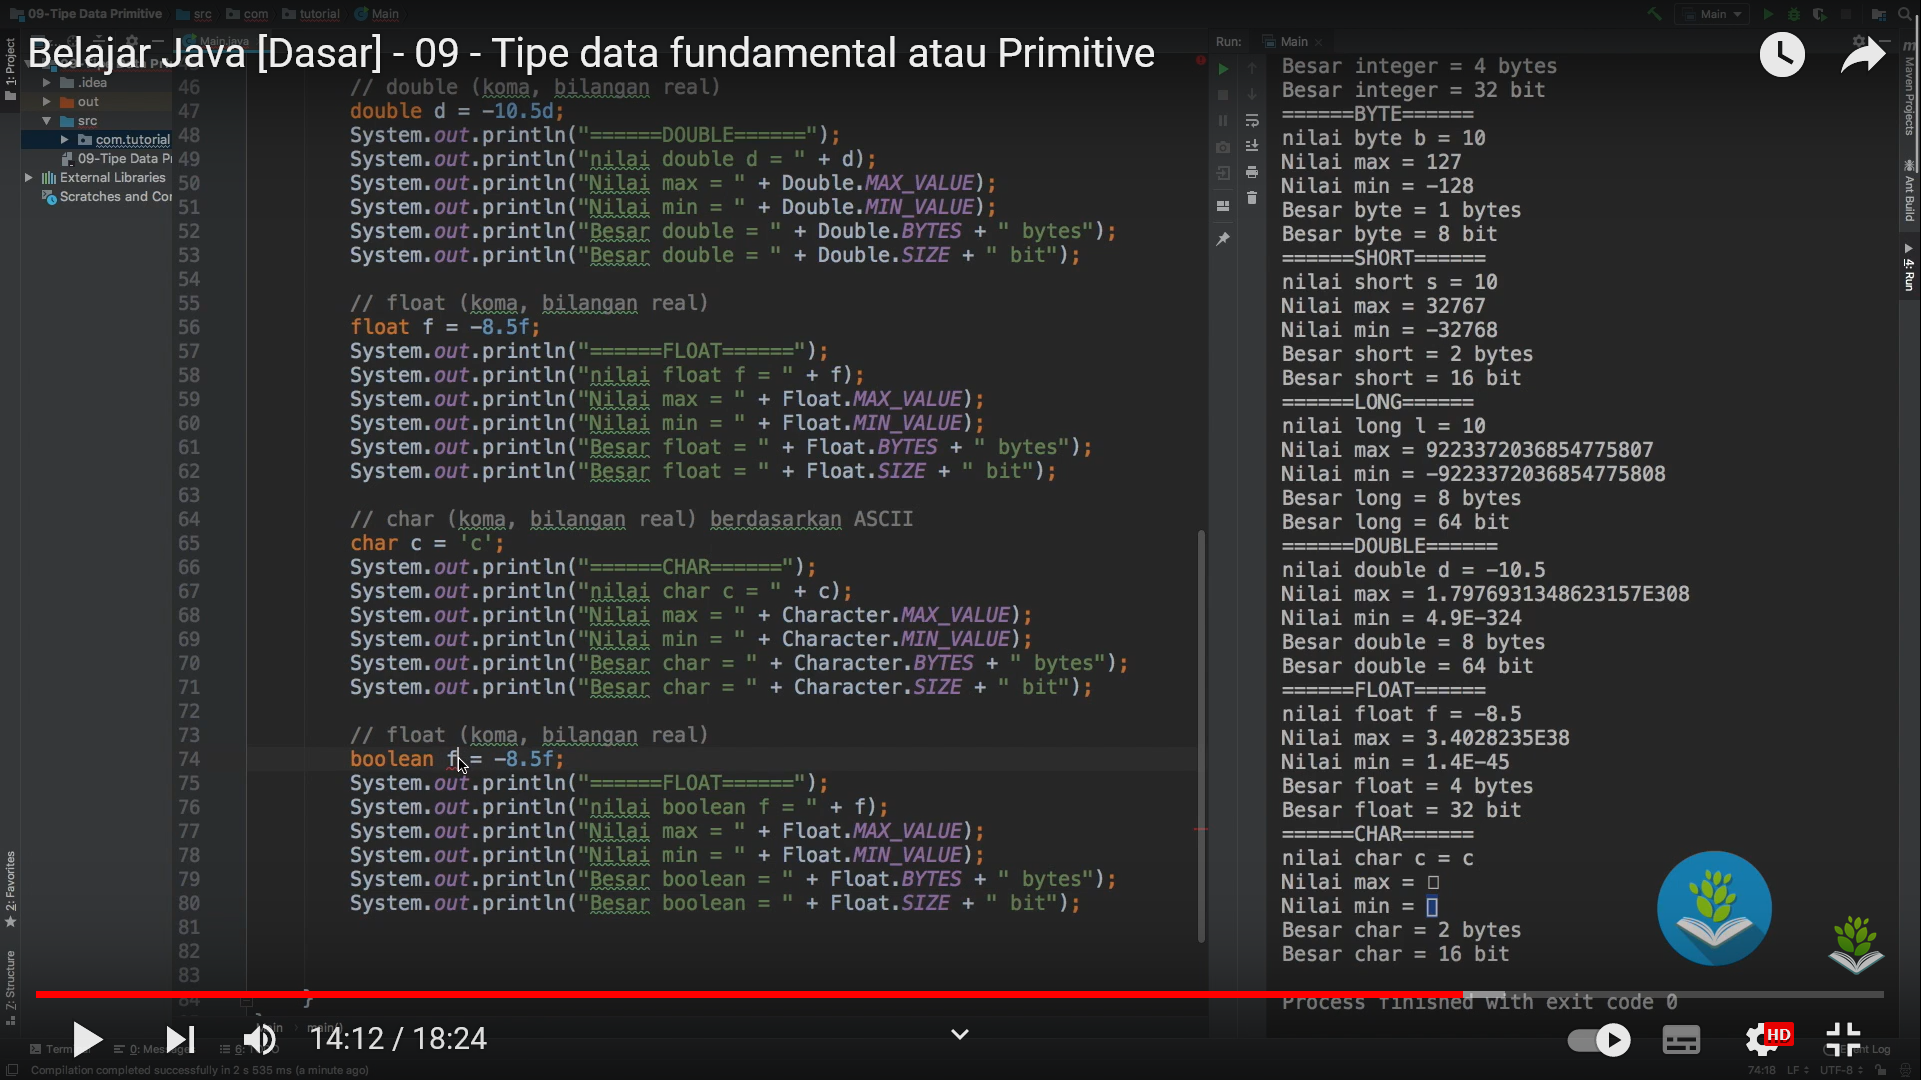 09-Tipe Data Primitive src com tutorial Main
Main
Belajar Java [Dasar] - 09 - Tipe data fundamental atau Primitive
1: Project
.idea
out
src
com.tutorial
09-Tipe Data Pr
External Libraries
Scratches and Con
46 // double (koma, bilangan real)
47 double d = -10.5d;
48 System.out.println("======DOUBLE======");
49 System.out.println("nilai double d = " + d);
50 System.out.println("Nilai max = " + Double.MAX_VALUE);
51 System.out.println("Nilai min = " + Double.MIN_VALUE);
52 System.out.println("Besar double = " + Double.BYTES + " bytes");
53 System.out.println("Besar double = " + Double.SIZE + " bit");
54
55 // float (koma, bilangan real)
56 float f = -8.5f;
57 System.out.println("======FLOAT======");
58 System.out.println("nilai float f = " + f);
59 System.out.println("Nilai max = " + Float.MAX_VALUE);
60 System.out.println("Nilai min = " + Float.MIN_VALUE);
61 System.out.println("Besar float = " + Float.BYTES + " bytes");
62 System.out.println("Besar float = " + Float.SIZE + " bit");
63
64 // char (koma, bilangan real) berdasarkan ASCII
65 char c = 'c';
66 System.out.println("======CHAR======");
67 System.out.println("nilai char c = " + c);
68 System.out.println("Nilai max = " + Character.MAX_VALUE);
69 System.out.println("Nilai min = " + Character.MIN_VALUE);
70 System.out.println("Besar char = " + Character.BYTES + " bytes");
71 System.out.println("Besar char = " + Character.SIZE + " bit");
72
73 // float (koma, bilangan real)
74 boolean f = -8.5f;
75 System.out.println("======FLOAT======");
76 System.out.println("nilai boolean f = " + f);
77 System.out.println("Nilai max = " + Float.MAX_VALUE);
78 System.out.println("Nilai min = " + Float.MIN_VALUE);
79 System.out.println("Besar boolean = " + Float.BYTES + " bytes");
80 System.out.println("Besar boolean = " + Float.SIZE + " bit");
81
82
83
84 }
Run: Main
Besar integer = 4 bytes
Besar integer = 32 bit
======BYTE======
nilai byte b = 10
Nilai max = 127
Nilai min = -128
Besar byte = 1 bytes
Besar byte = 8 bit
======SHORT======
nilai short s = 10
Nilai max = 32767
Nilai min = -32768
Besar short = 2 bytes
Besar short = 16 bit
======LONG======
nilai long l = 10
Nilai max = 9223372036854775807
Nilai min = -9223372036854775808
Besar long = 8 bytes
Besar long = 64 bit
======DOUBLE======
nilai double d = -10.5
Nilai max = 1.7976931348623157E308
Nilai min = 4.9E-324
Besar double = 8 bytes
Besar double = 64 bit
======FLOAT======
nilai float f = -8.5
Nilai max = 3.4028235E38
Nilai min = 1.4E-45
Besar float = 4 bytes
Besar float = 32 bit
======CHAR======
nilai char c = c
Nilai max = □
Nilai min = □
Besar char = 2 bytes
Besar char = 16 bit
Process finished with exit code 0
Maven Projects
Ant Build
4: Run
2: Favorites
Z: Structure
main()
14:12 / 18:24
HD
Compilation completed successfully in 2 s 535 ms (a minute ago)
74:18 LF UTF-8